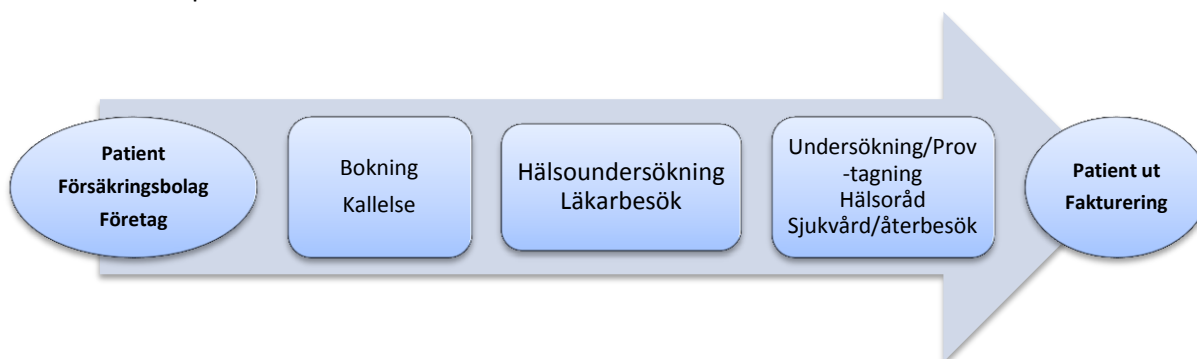 Patient
Försäkringsbolag
Företag
Bokning
Kallelse
Hälsoundersökning
Läkarbesök
Undersökning/Prov
-tagning
Hälsoråd
Sjukvård/återbesök
Patient ut
Fakturering